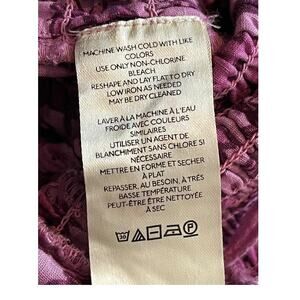 MACHINE WASH COLD WITH LIKE
COLORS
USE ONLY NON-CHLORINE
BLEACH
RESHAPE AND LAY FLAT TO DRY
LOW IRON AS NEEDED
MAY BE DRY CLEANED
LAVER À LA MACHINE À L'EAU
FROIDE AVEC COULEURS
SIMILAIRES
UTILISER UN AGENT DE
BLANCHIMENT SANS CHLORE SI
NÉCESSAIRE
METTRE EN FORME ET SÉCHER
À PLAT
REPASSER, AU BESOIN, À TRÈS
BASSE TEMPÉRATURE
PEUT-ÊTRE ÊTRE NETTOYÉE
À SEC
30 P